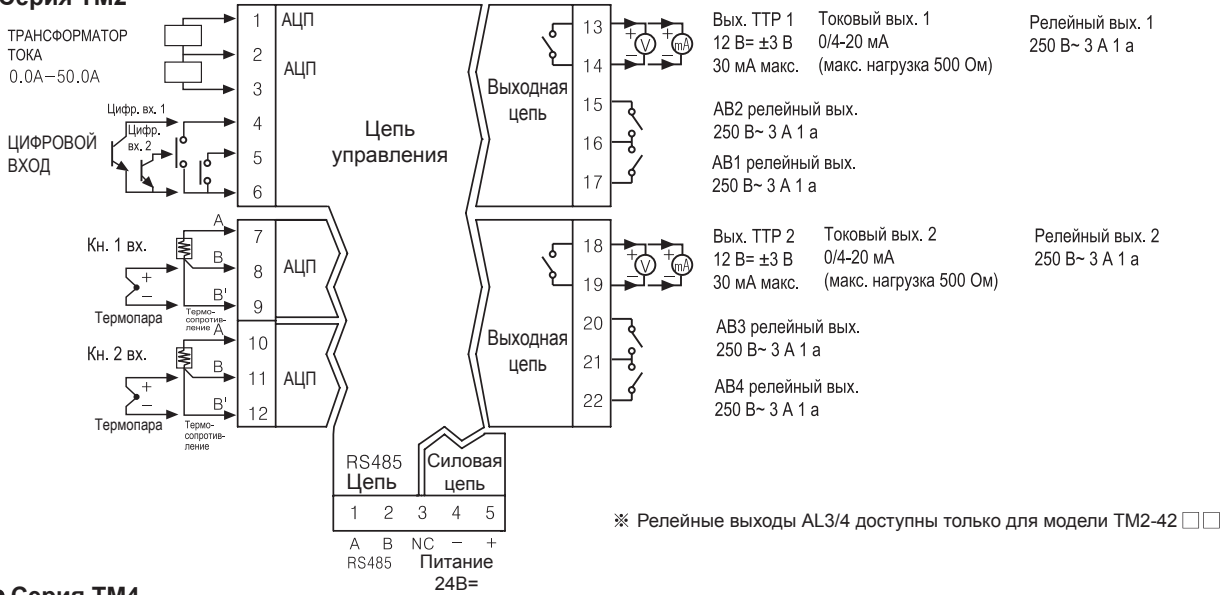 Серия TM2
ТРАНСФОРМАТОР
ТОКА
0.0A-50.0A
1
2
3
АЦП
АЦП
Цифр. вх. 1
Цифр.
вх. 2
ЦИФРОВОЙ
ВХОД
4
5
6
Цепь
управления
Кн. 1 вх.
+
−
Термопара
A
B
B'
Термо-
сопротив-
ление
7
8
9
АЦП
Кн. 2 вх.
+
−
Термопара
A
B
B'
Термо-
сопротив-
ление
10
11
12
АЦП
Выходная
цепь
13
14
15
16
17
+ V − + mA −
Вых. ТТР 1
12 В= ±3 В
30 мА макс.
Токовый вых. 1
0/4-20 мА
(макс. нагрузка 500 Ом)
Релейный вых. 1
250 В~ 3 А 1 а
АВ2 релейный вых.
250 В~ 3 А 1 а
АВ1 релейный вых.
250 В~ 3 А 1 а
Выходная
цепь
18
19
20
21
22
+ V − + mA −
Вых. ТТР 2
12 В= ±3 В
30 мА макс.
Токовый вых. 2
0/4-20 мА
(макс. нагрузка 500 Ом)
Релейный вых. 2
250 В~ 3 А 1 а
АВ3 релейный вых.
250 В~ 3 А 1 а
АВ4 релейный вых.
250 В~ 3 А 1 а
RS485
Цепь
Силовая
цепь
1 2 3 4 5
A B NC − +
RS485
Питание
24В=
※ Релейные выходы AL3/4 доступны только для модели TM2-42 □□
Серия TM4